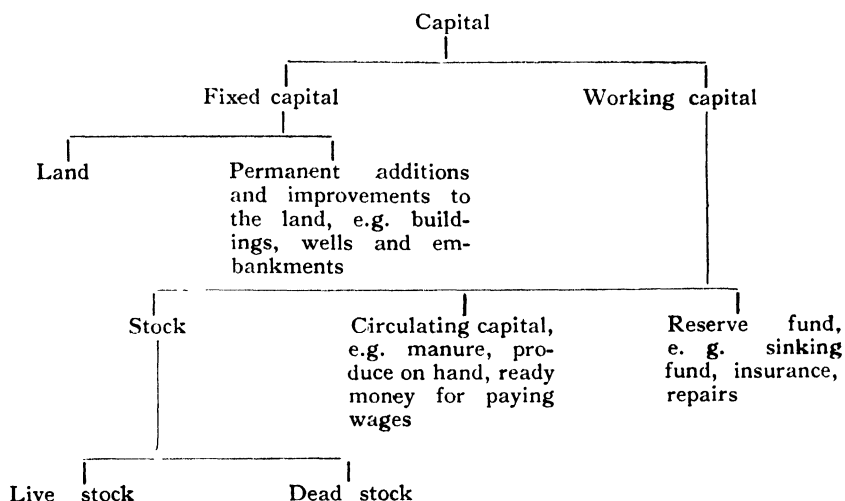 Capital
Fixed capital
Working capital
Land
Permanent additions
and improvements to
the land, e.g. build-
ings, wells and em-
bankments
Stock
Circulating capital,
e.g. manure, pro-
duce on hand, ready
money for paying
wages
Reserve fund,
e. g. sinking
fund, insurance,
repairs
Live stock
Dead stock